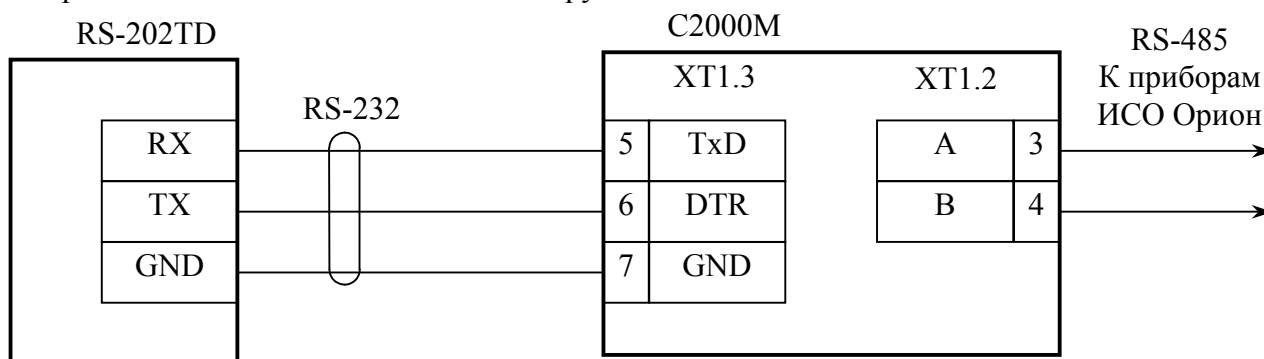 RS-202TD
C2000M
RS-485
К приборам
ИСО Орион
XT1.3
XT1.2
RS-232
RX
5
TxD
A
3
TX
6
DTR
B
4
GND
7
GND